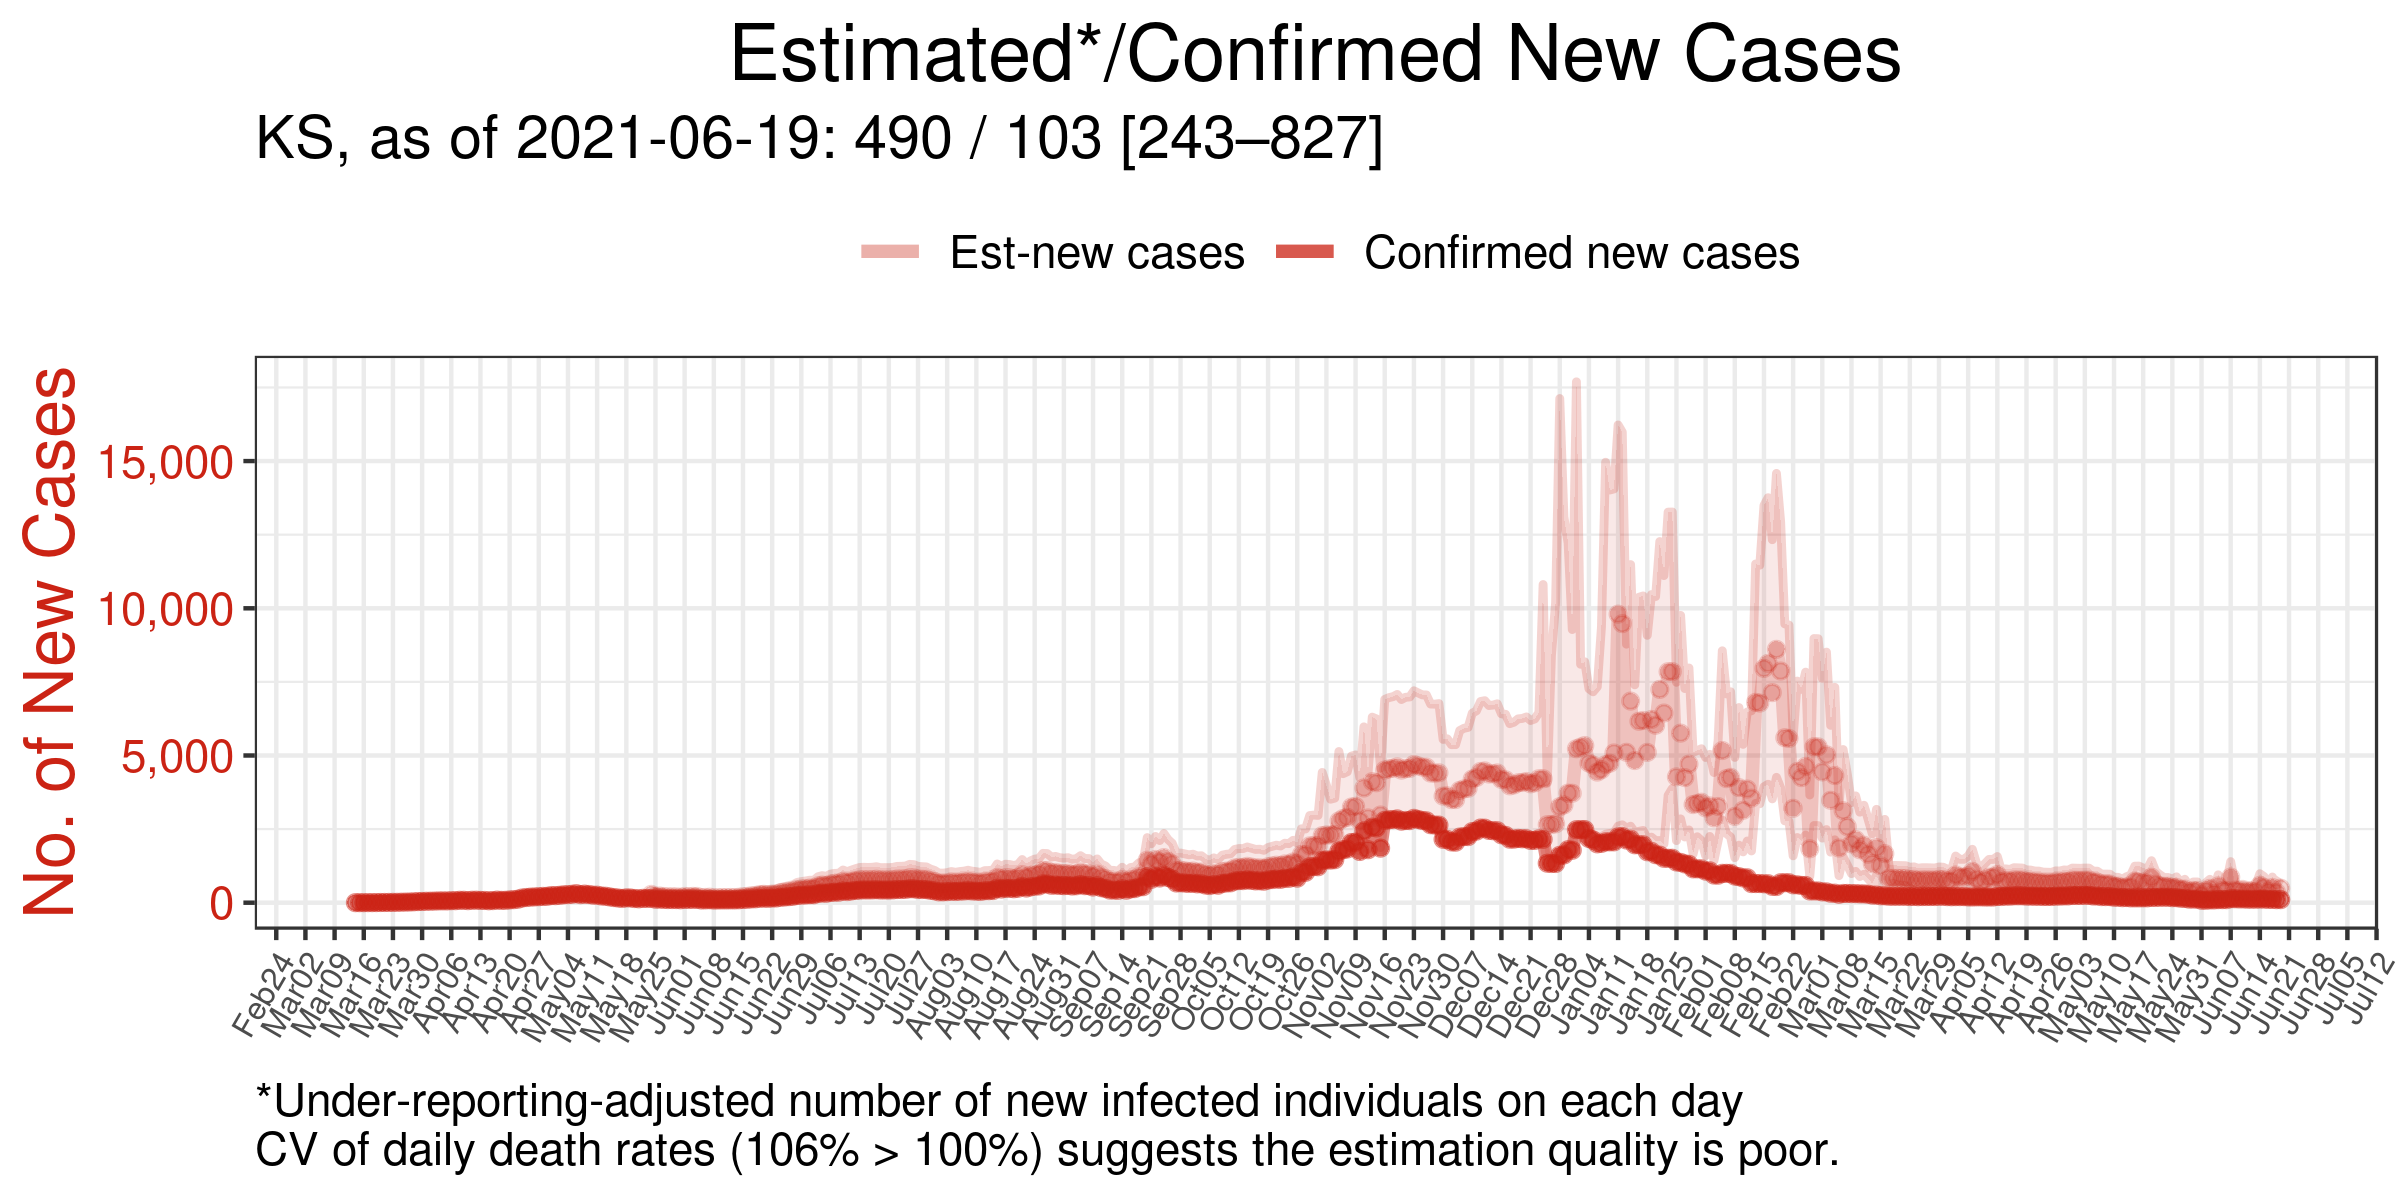 Estimated*/Confirmed New Cases
KS, as of 2021-06-19: 490 / 103 [243–827]
Est-new cases
Confirmed new cases
No. of New Cases
15,000
10,000
5,000
0
Feb24
Mar02
Mar09
Mar16
Mar23
Mar30
Apr06
Apr13
Apr20
Apr27
May04
May11
May18
May25
Jun01
Jun08
Jun15
Jun22
Jun29
Jul06
Jul13
Jul20
Jul27
Aug03
Aug10
Aug17
Aug24
Aug31
Sep07
Sep14
Sep21
Sep28
Oct05
Oct12
Oct19
Oct26
Nov02
Nov09
Nov16
Nov23
Nov30
Dec07
Dec14
Dec21
Dec28
Jan04
Jan11
Jan18
Jan25
Feb01
Feb08
Feb15
Feb22
Mar01
Mar08
Mar15
Mar22
Mar29
Apr05
Apr12
Apr19
Apr26
May03
May10
May17
May24
May31
Jun07
Jun14
Jun21
Jun28
Jul05
Jul12
*Under-reporting-adjusted number of new infected individuals on each day
CV of daily death rates (106% > 100%) suggests the estimation quality is poor.